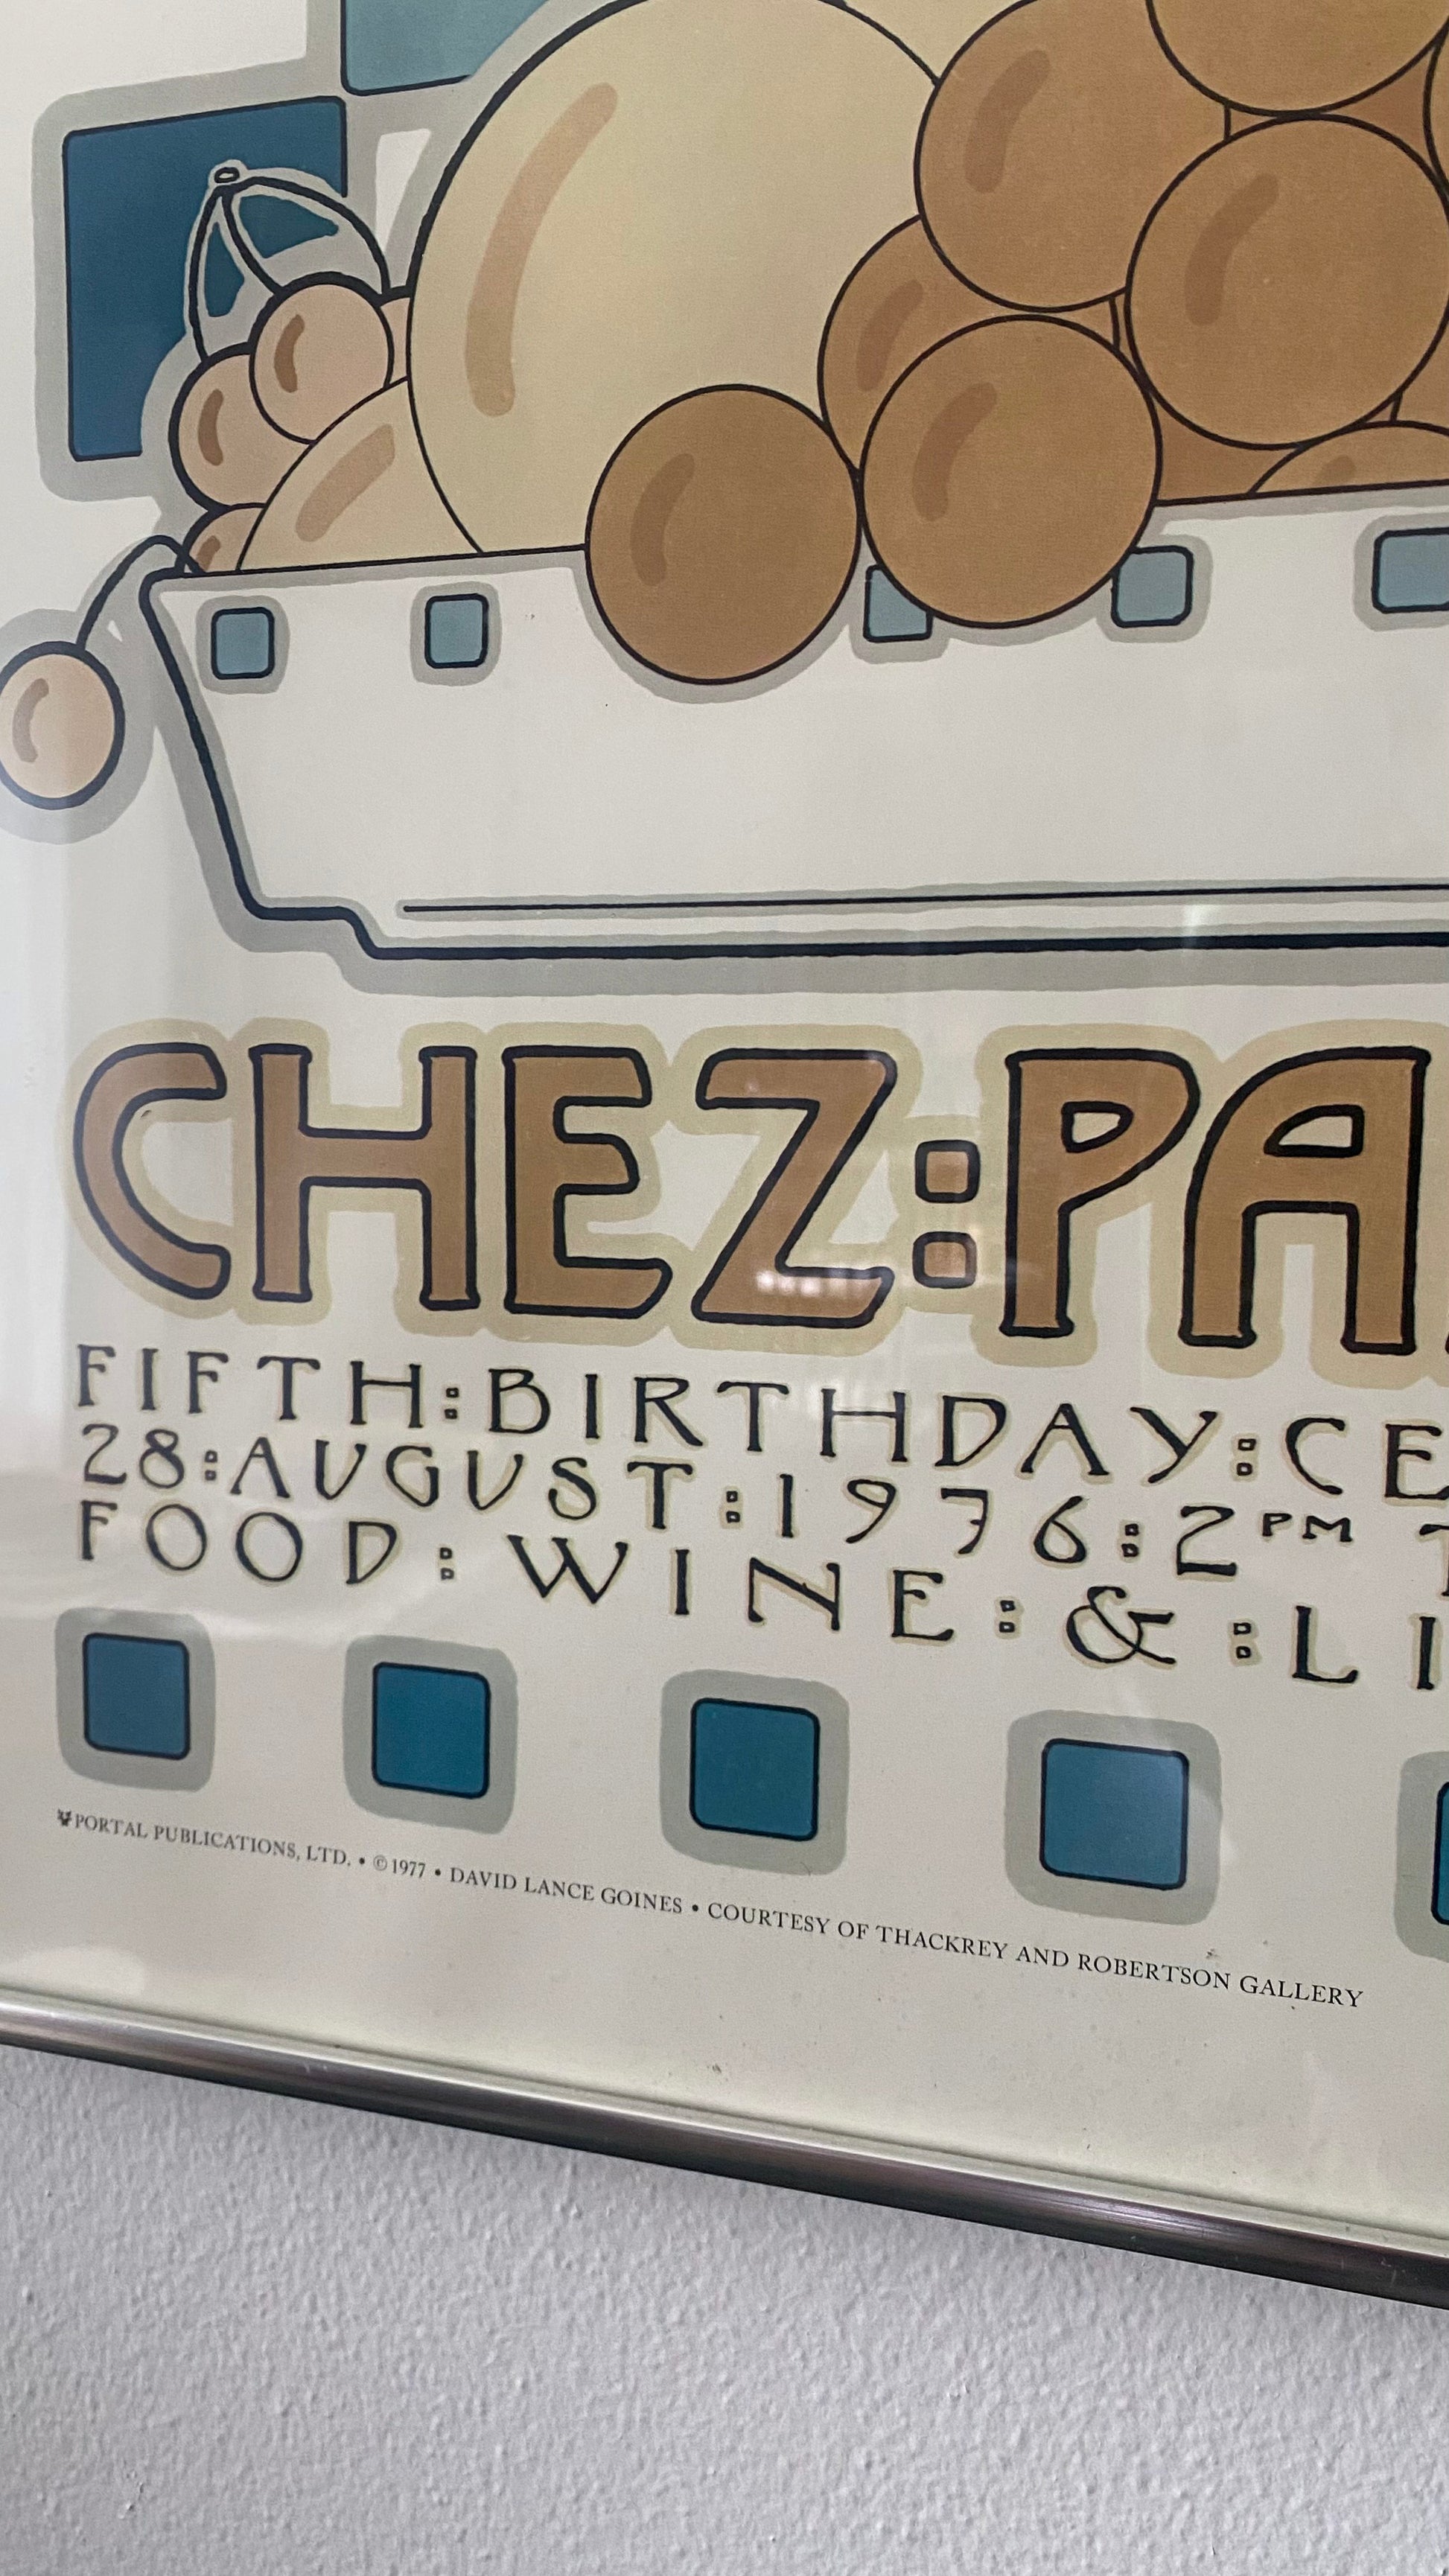 CHEZ:PA
FIFTH:BIRTHDAY:CE
28:AUGUST:1976:2PM T
FOOD:WINE:&:LI
PORTAL PUBLICATIONS, LTD. • ©1977 • DAVID LANCE GOINES • COURTESY OF THACKREY AND ROBERTSON GALLERY